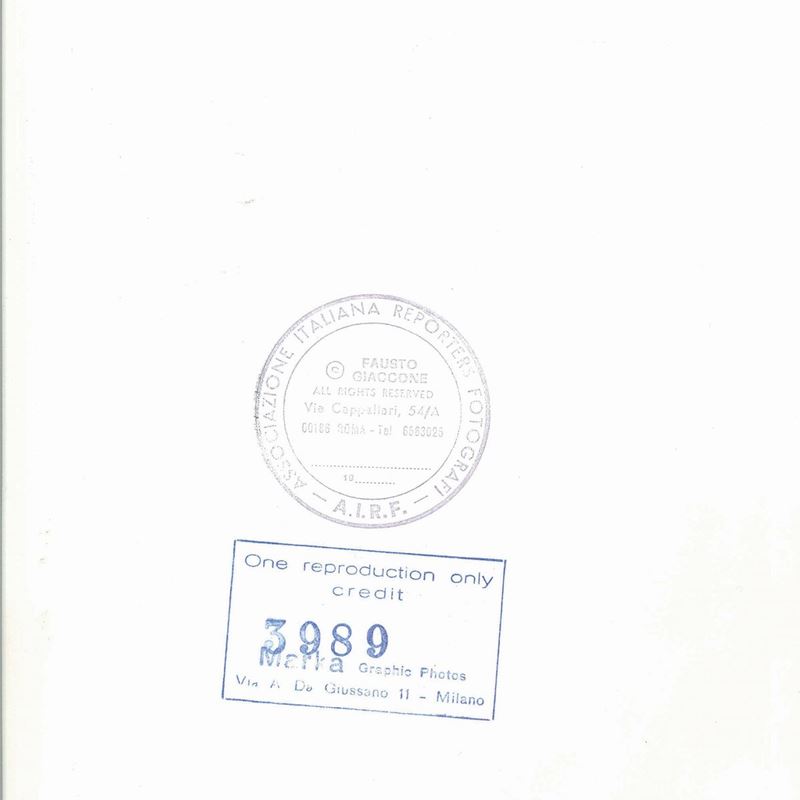 ASSOCIAZIONE ITALIANA REPORTERS FOTOGRAFI
© FAUSTO
GIACCONE
ALL RIGHTS RESERVED
Via Cappellari, 54/A
00186 ROMA - Tel 6563025
19
— A.I.R.F. —
One reproduction only
credit
3989
Marka Graphic Photos
Via A Da Giussano 11 - Milano